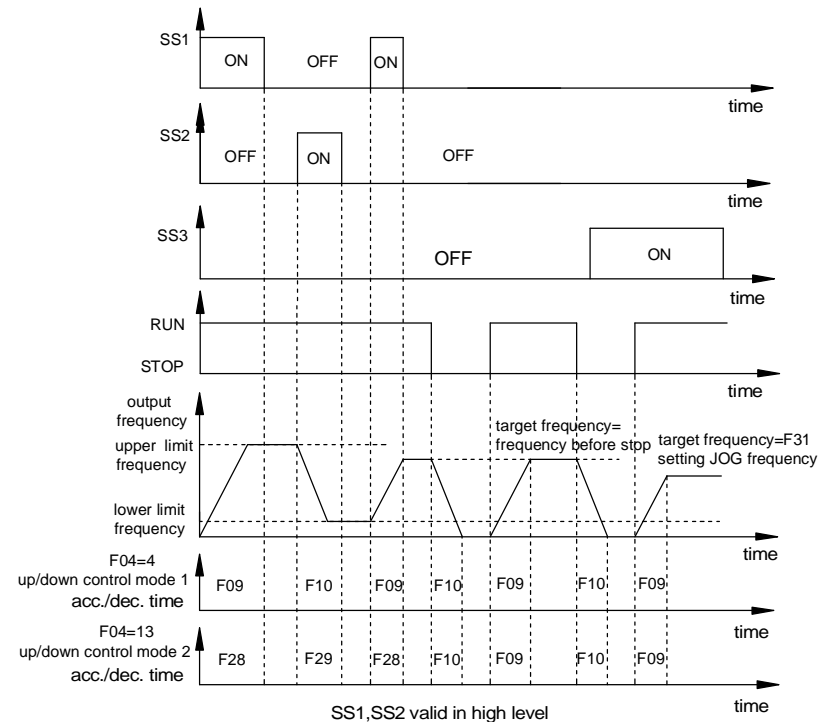 SS1
ON
OFF
ON
time
SS2
OFF
ON
OFF
time
SS3
OFF
ON
time
RUN
STOP
time
output
frequency
upper limit
frequency
target frequency=
frequency before stop
target frequency=F31
setting JOG frequency
lower limit
frequency
time
F04=4
up/down control mode 1
acc./dec. time
F09
F10
F09
F10
F09
F10
F09
time
F04=13
up/down control mode 2
acc./dec. time
F28
F29
F28
F10
F09
F10
F09
time
SS1,SS2 valid in high level